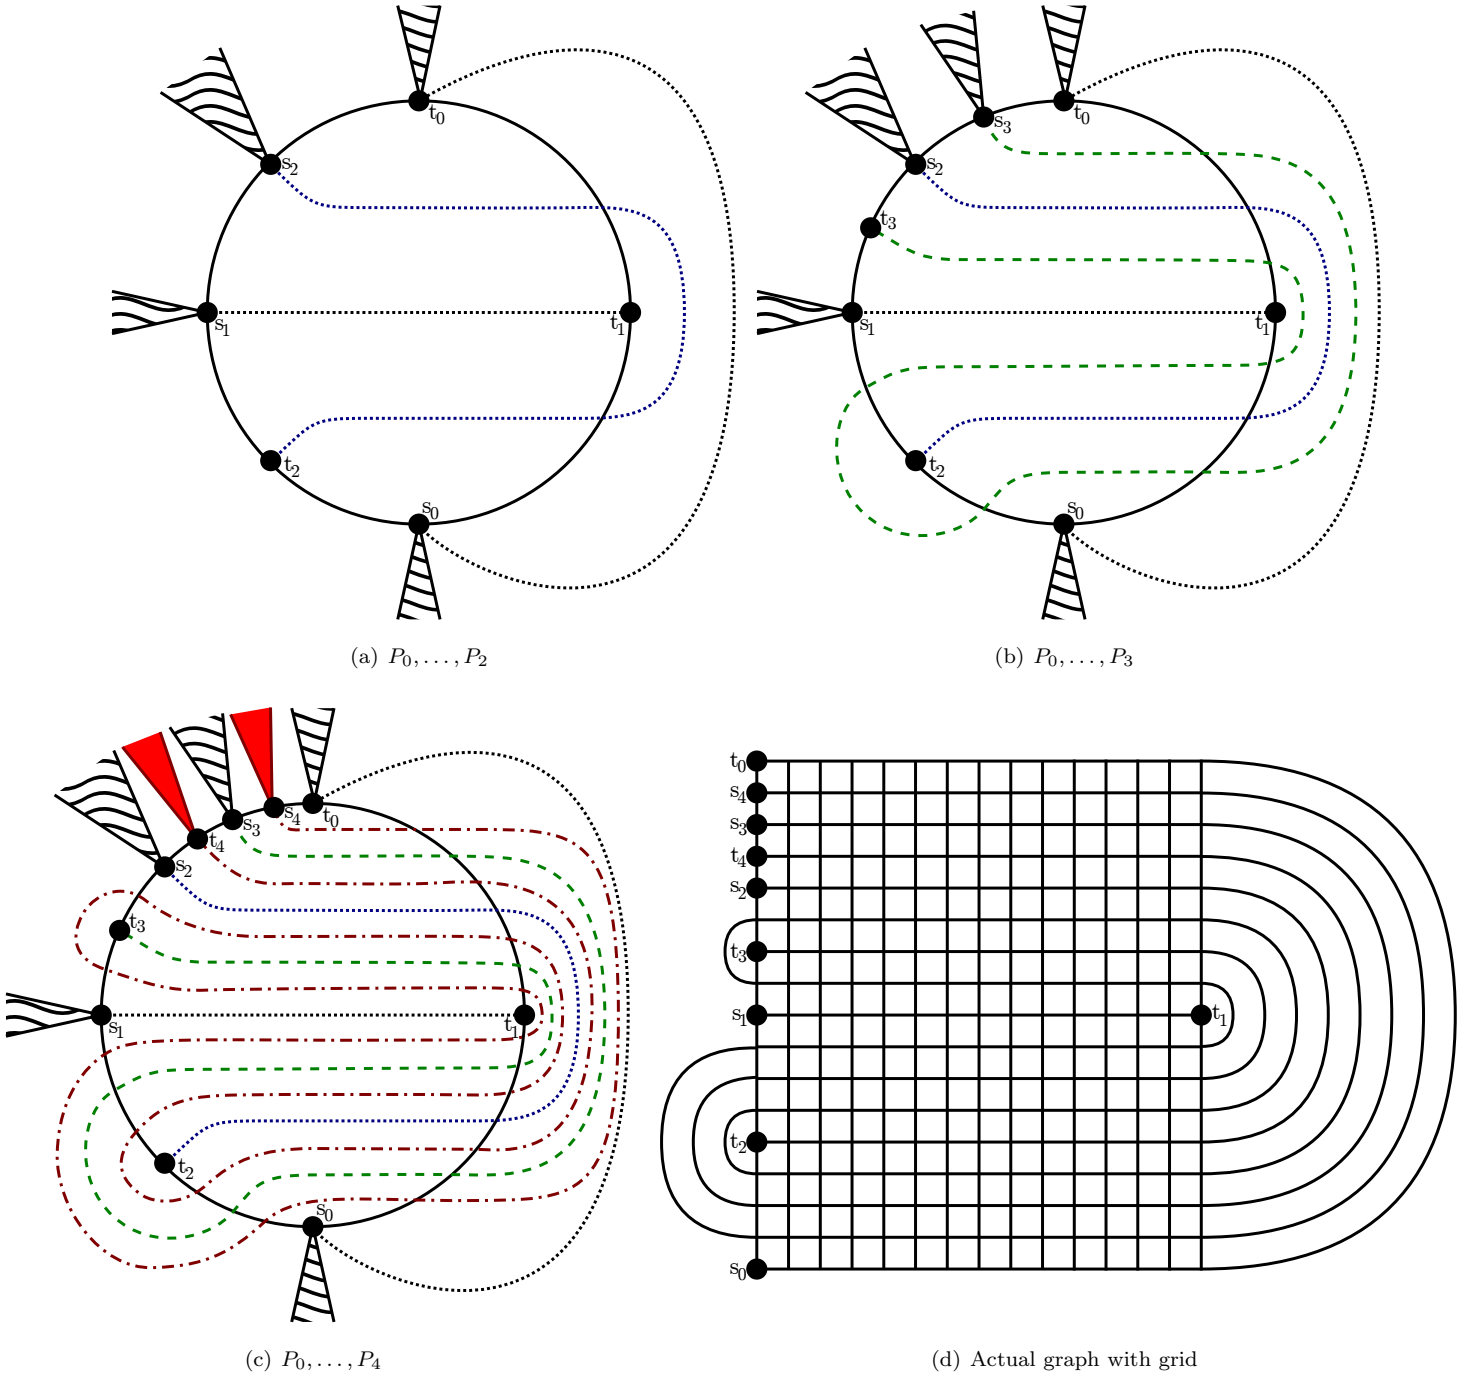 t0
s2
s1
t1
t2
s0
(a) P0, . . . , P2
s3
t0
s2
t3
s1
t1
t2
s0
(b) P0, . . . , P3
s4
t0
s3
t4
s2
t3
s1
t1
t2
s0
(c) P0, . . . , P4
t0
s4
s3
t4
s2
t3
s1
t1
t2
s0
(d) Actual graph with grid